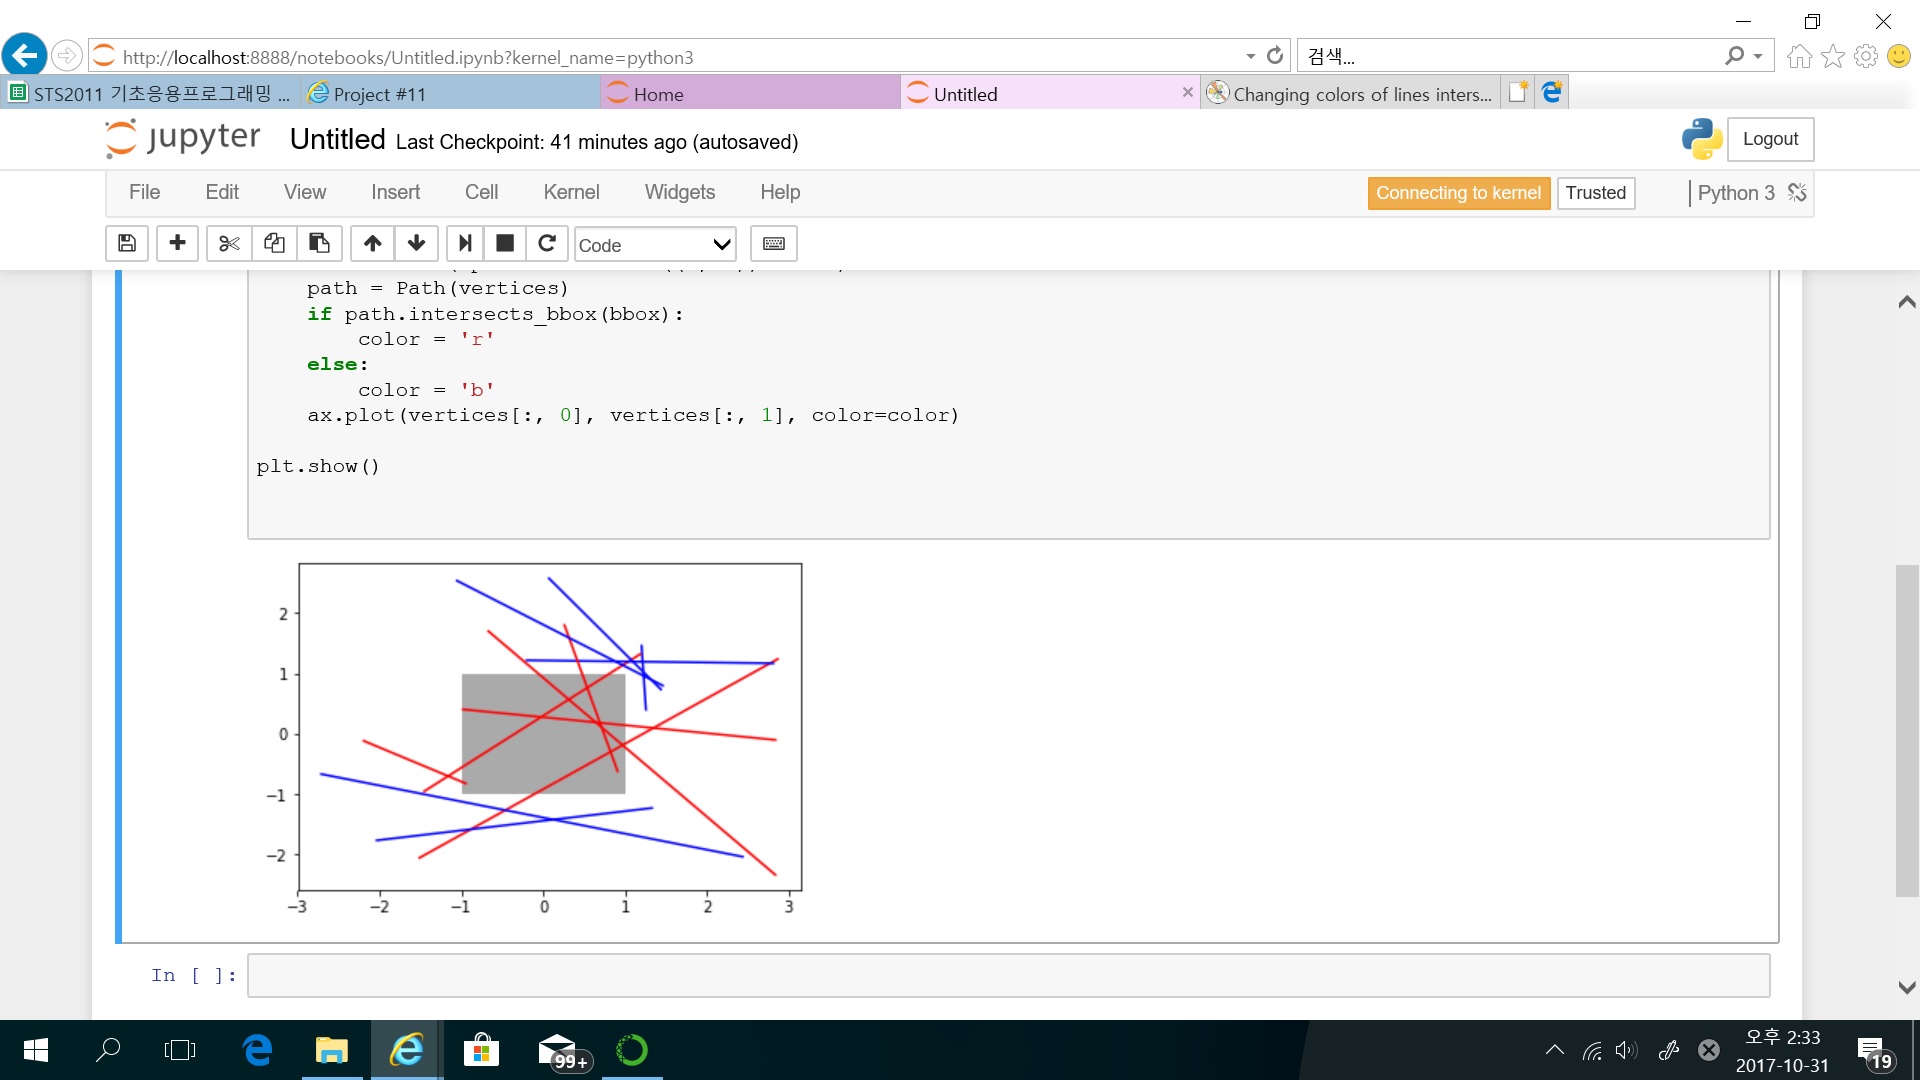 http://localhost:8888/notebooks/Untitled.ipynb?kernel_name=python3
검색...
STS2011 기초응용프로그래밍 ...
Project #11
Home
Untitled
Changing colors of lines inters...
jupyter Untitled Last Checkpoint: 41 minutes ago (autosaved)
Logout
File Edit View Insert Cell Kernel Widgets Help
Connecting to kernel
Trusted
Python 3
Code
path = Path(vertices)
if path.intersects_bbox(bbox):
color = 'r'
else:
color = 'b'
ax.plot(vertices[:, 0], vertices[:, 1], color=color)
plt.show()
2
1
0
−1
−2
−3 −2 −1 0 1 2 3
In [ ]:
99+
오후 2:33
2017-10-31
19